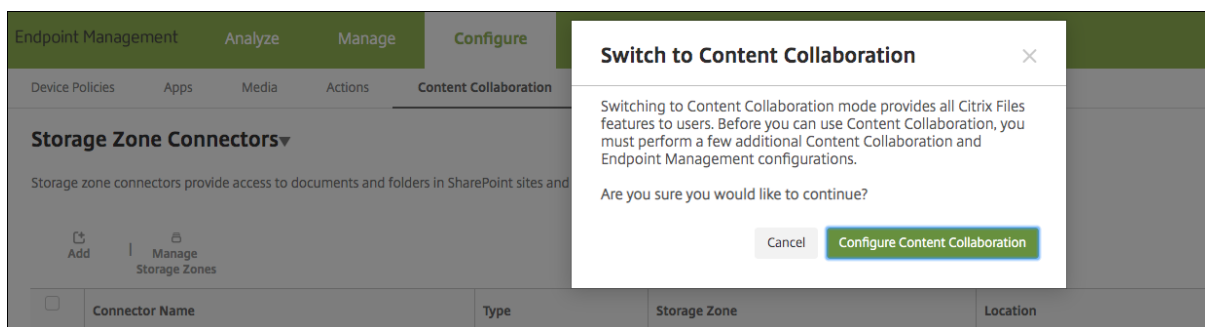 Endpoint Management Analyze Manage Configure
Device Policies Apps Media Actions Content Collaboration
Storage Zone Connectors
Storage zone connectors provide access to documents and folders in SharePoint sites and
Add
Manage
Storage Zones
Connector Name Type Storage Zone Location
Switch to Content Collaboration
Switching to Content Collaboration mode provides all Citrix Files
features to users. Before you can use Content Collaboration, you
must perform a few additional Content Collaboration and
Endpoint Management configurations.
Are you sure you would like to continue?
Cancel Configure Content Collaboration